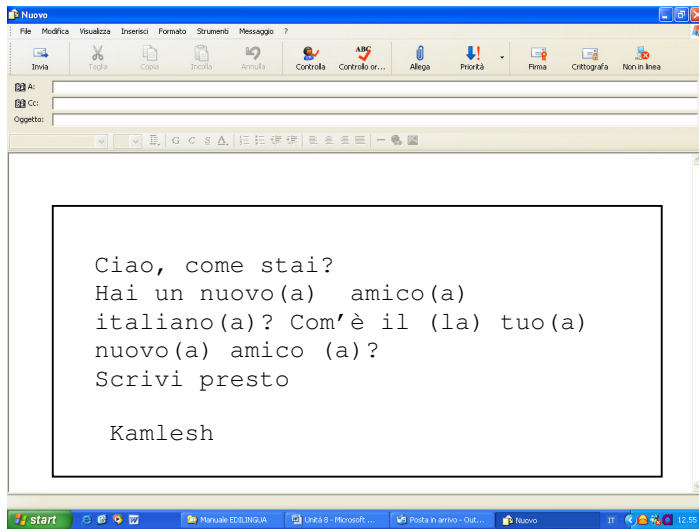 Nuovo
File Modifica Visualizza Inserisci Formato Strumenti Messaggio ?
Invia Taglia Copia Incolla Annulla Controlla Controllo or... Allega Priorità Firma Crittografa Non in linea
A:
Cc:
Oggetto:
G C S A
Ciao, come stai?
Hai un nuovo(a) amico(a)
italiano(a)? Com'è il (la) tuo(a)
nuovo(a) amico (a)?
Scrivi presto
Kamlesh
start Manuale EDILINGUA Unità 8 - Microsoft ... Posta in arrivo - Out... Nuovo IT 12.55